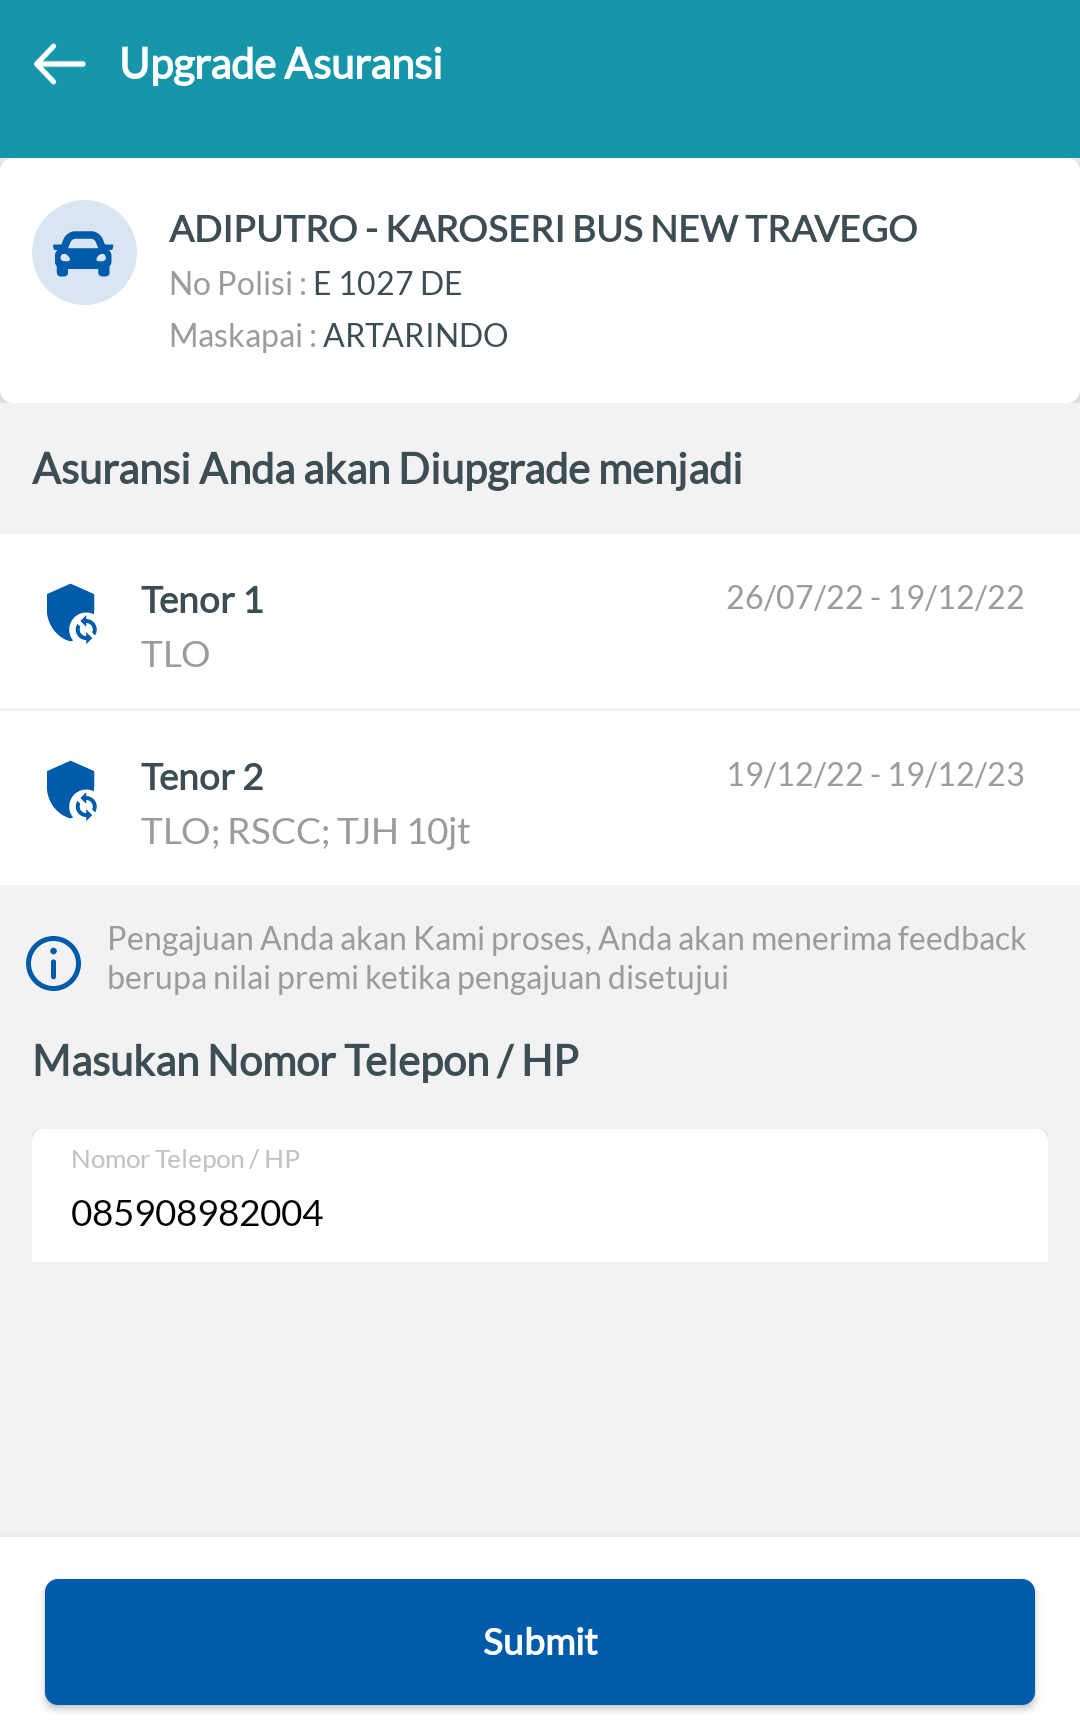 Upgrade Asuransi
ADIPUTRO - KAROSERI BUS NEW TRAVEGO
No Polisi : E 1027 DE
Maskapai : ARTARINDO
Asuransi Anda akan Diupgrade menjadi
Tenor 1 26/07/22 - 19/12/22
TLO
Tenor 2 19/12/22 - 19/12/23
TLO; RSCC; TJH 10jt
Pengajuan Anda akan Kami proses, Anda akan menerima feedback
berupa nilai premi ketika pengajuan disetujui
Masukan Nomor Telepon / HP
Nomor Telepon / HP
085908982004
Submit